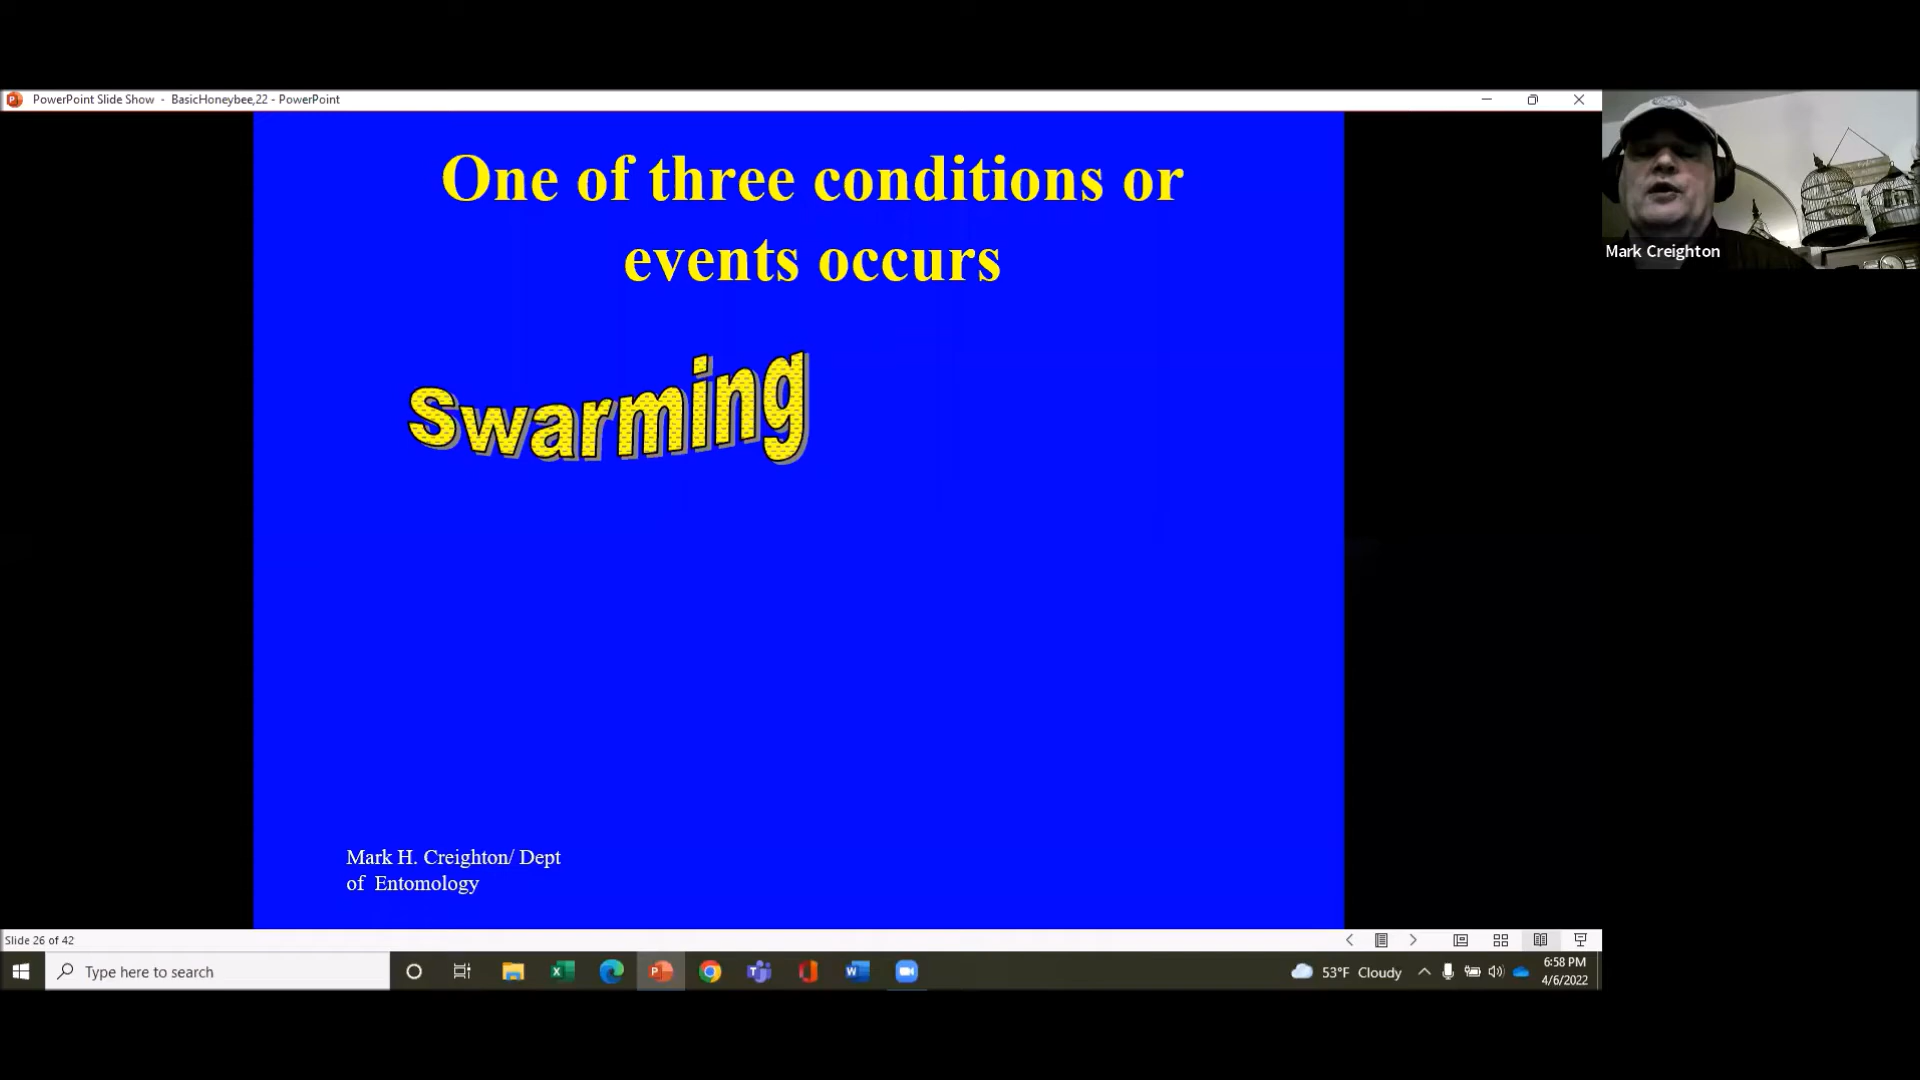 PowerPoint Slide Show - BasicHoneybee,22 - PowerPoint
One of three conditions or
events occurs
Swarming
Mark H. Creighton/ Dept
of Entomology
Mark Creighton
Slide 26 of 42
Type here to search
53°F Cloudy
6:58 PM
4/6/2022